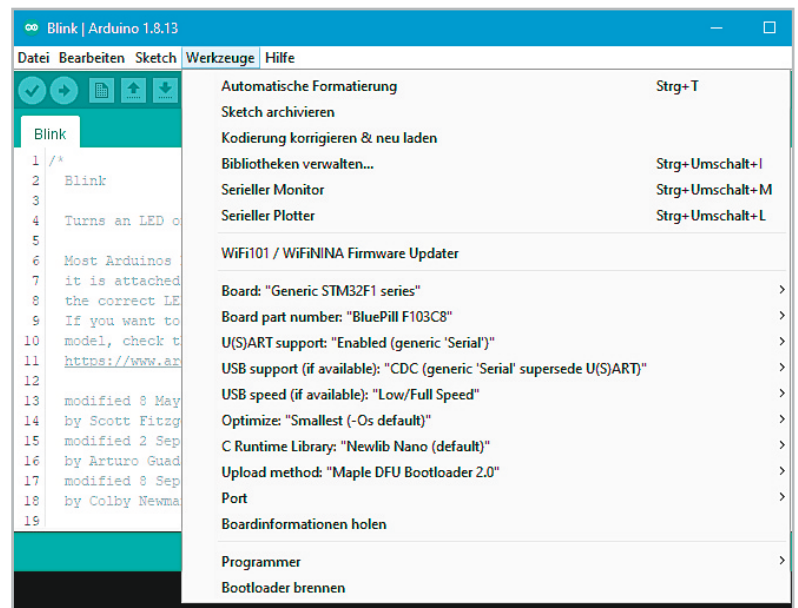 Blink | Arduino 1.8.13
Datei Bearbeiten Sketch Werkzeuge Hilfe
Automatische Formatierung Strg+T
Sketch archivieren
Kodierung korrigieren & neu laden
Bibliotheken verwalten... Strg+Umschalt+I
Serieller Monitor Strg+Umschalt+M
Serieller Plotter Strg+Umschalt+L
WiFi101 / WiFiNINA Firmware Updater
Board: "Generic STM32F1 series"
Board part number: "BluePill F103C8"
U(S)ART support: "Enabled (generic 'Serial')"
USB support (if available): "CDC (generic 'Serial' supersede U(S)ART)"
USB speed (if available): "Low/Full Speed"
Optimize: "Smallest (-Os default)"
C Runtime Library: "Newlib Nano (default)"
Upload method: "Maple DFU Bootloader 2.0"
Port
Boardinformationen holen
Programmer
Bootloader brennen
Blink
1 /*
2 Blink
3
4 Turns an LED o
5
6 Most Arduinos
7 it is attached
8 the correct LE
9 If you want to
10 model, check t
11 https://www.ar
12
13 modified 8 May
14 by Scott Fitzg
15 modified 2 Sep
16 by Arturo Guad
17 modified 8 Sep
18 by Colby Newma
19